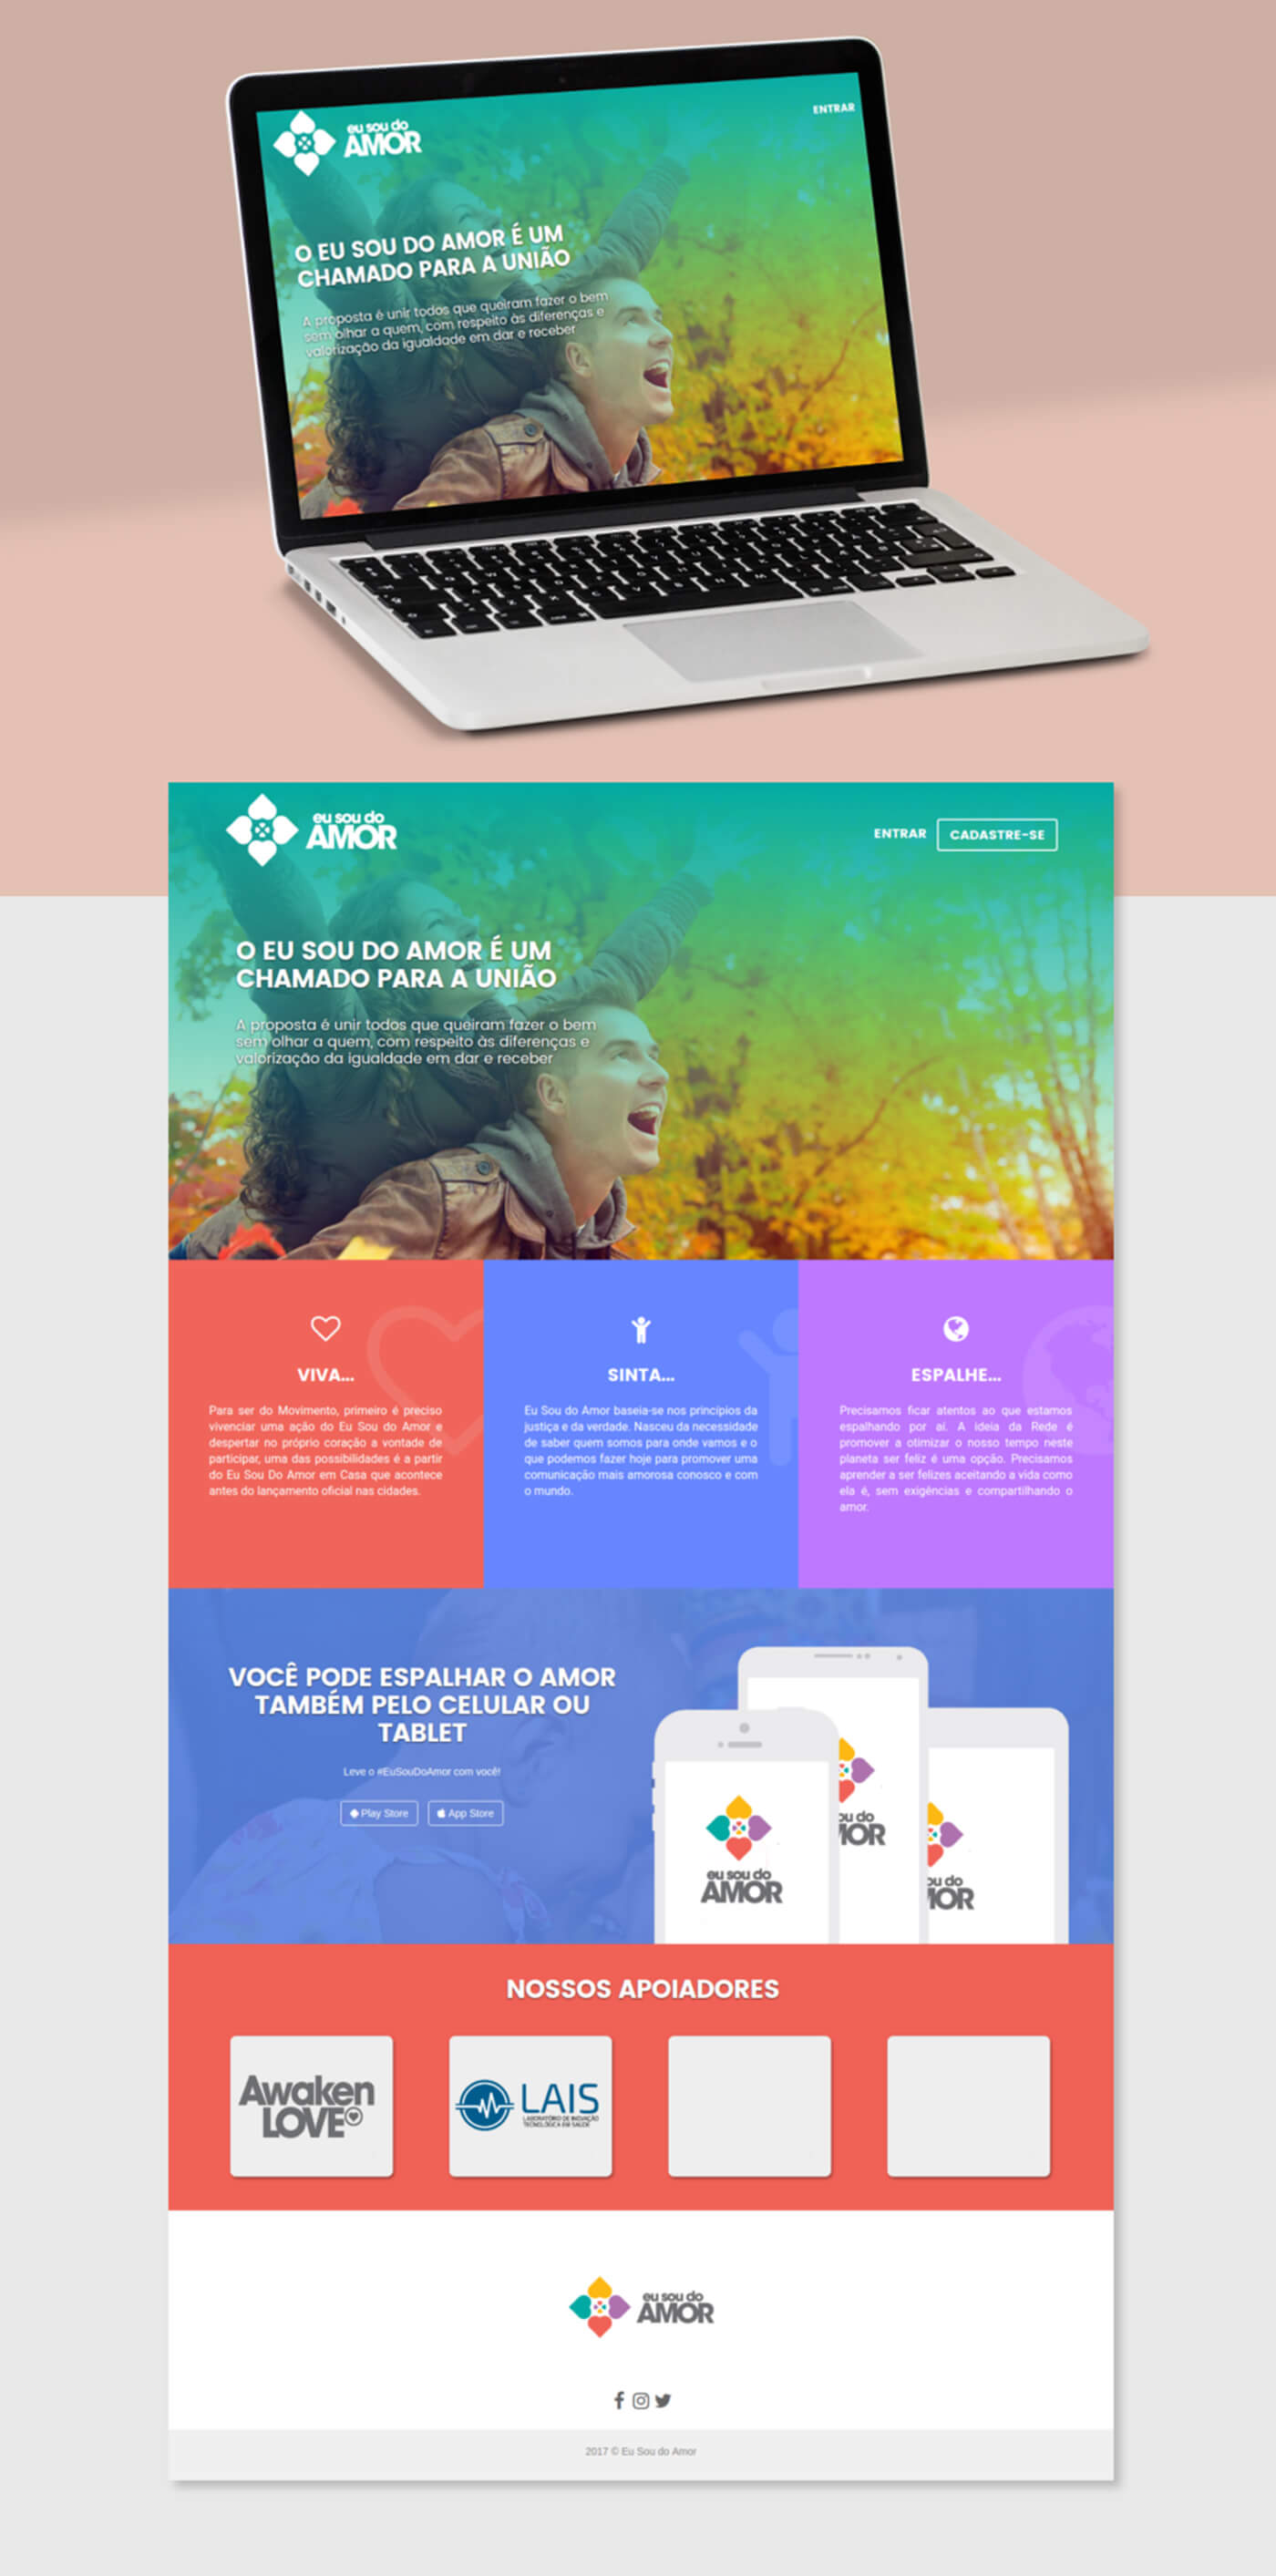 eu sou do
AMOR
ENTRAR
O EU SOU DO AMOR É UM
CHAMADO PARA A UNIÃO
A proposta é unir todos que queiram fazer o bem
sem olhar a quem, com respeito às diferenças e
valorização da igualdade em dar e receber
eu sou do
AMOR
ENTRAR
CADASTRE-SE
O EU SOU DO AMOR É UM
CHAMADO PARA A UNIÃO
A proposta é unir todos que queiram fazer o bem
sem olhar a quem, com respeito às diferenças e
valorização da igualdade em dar e receber
VIVA...
Para ser do Movimento, primeiro é preciso
vivenciar uma ação do Eu Sou do Amor e
despertar no próprio coração a vontade de
participar, uma das possibilidades é a partir
do Eu Sou Do Amor em Casa que acontece
antes do lançamento oficial nas cidades.
SINTA...
Eu Sou do Amor baseia-se nos princípios da
justiça e da verdade. Nasceu da necessidade
de saber quem somos para onde vamos e o
que podemos fazer hoje para promover uma
comunicação mais amorosa conosco e com
o mundo.
ESPALHE...
Precisamos ficar atentos ao que estamos
espalhando por aí. A ideia da Rede é
promover a otimizar o nosso tempo neste
planeta ser feliz é uma opção. Precisamos
aprender a ser felizes aceitando a vida como
ela é, sem exigências e compartilhando o
amor.
VOCÊ PODE ESPALHAR O AMOR
TAMBÉM PELO CELULAR OU
TABLET
Leve o #EuSouDoAmor com você!
Play Store
App Store
eu sou do
AMOR
ou do
MOR
ou do
MOR
NOSSOS APOIADORES
Awaken
LOVE
LAIS
LABORATÓRIO DE INOVAÇÃO
TECNOLÓGICA EM SAÚDE
eu sou do
AMOR
2017 © Eu Sou do Amor